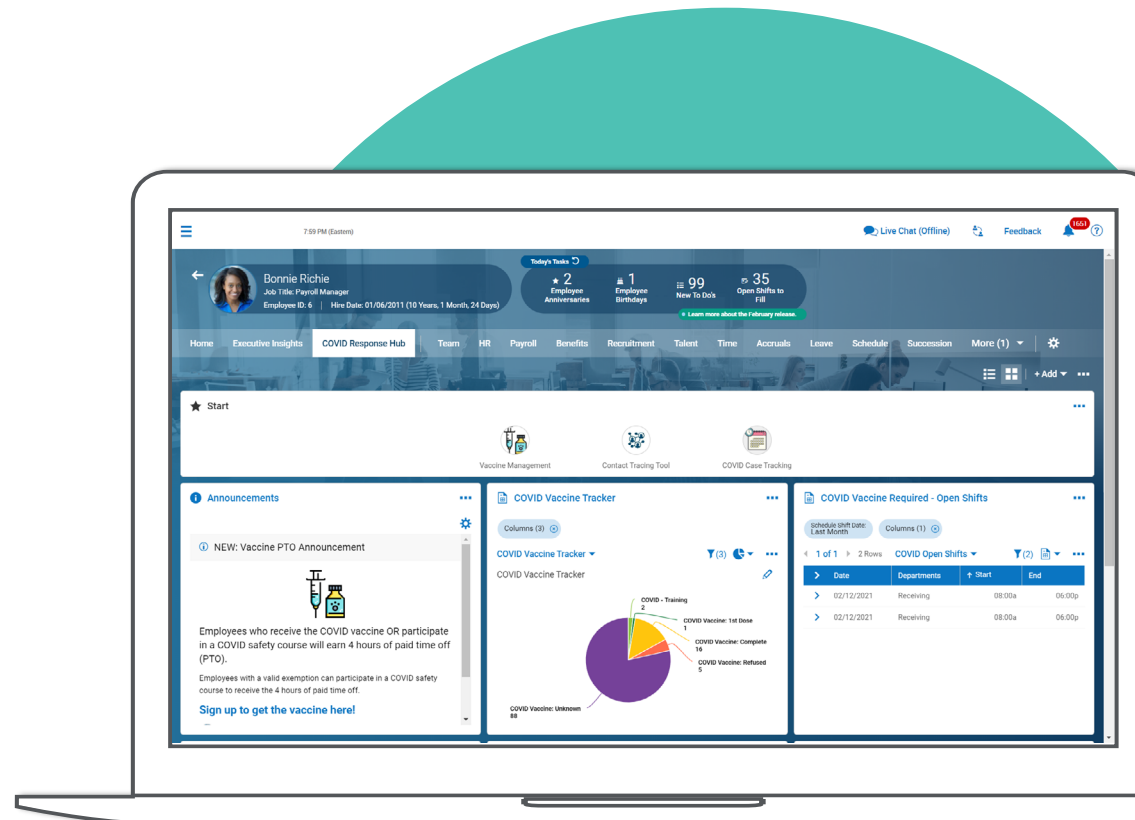 7:59 PM (Eastern)
Live Chat (Offline)
Feedback
1651
?
Bonnie Richie
Job Title: Payroll Manager
Employee ID: 6 | Hire Date: 01/06/2011 (10 Years, 1 Month, 24 Days)
Today's Tasks
2
Employee
Anniversaries
1
Employee
Birthdays
99
New To Do's
35
Open Shifts to
Fill
Learn more about the February release.
Home Executive Insights COVID Response Hub Team HR Payroll Benefits Recruitment Talent Time Accruals Leave Schedule Succession More (1)
+ Add
Start
Vaccine Management
Contact Tracing Tool
COVID Case Tracking
Announcements
NEW: Vaccine PTO Announcement
Employees who receive the COVID vaccine OR participate
in a COVID safety course will earn 4 hours of paid time off
(PTO).
Employees with a valid exemption can participate in a COVID safety
course to receive the 4 hours of paid time off.
Sign up to get the vaccine here!
COVID Vaccine Tracker
Columns (3)
COVID Vaccine Tracker
(3)
COVID Vaccine Tracker
COVID - Training
2
COVID Vaccine: 1st Dose
1
COVID Vaccine: Complete
16
COVID Vaccine: Refused
5
COVID Vaccine: Unknown
88
COVID Vaccine Required - Open Shifts
Schedule Shift Date:
Last Month
Columns (1)
1 of 1 2 Rows COVID Open Shifts (2)
Date Departments ↑ Start End
02/12/2021 Receiving 08:00a 06:00p
02/12/2021 Receiving 08:00a 06:00p